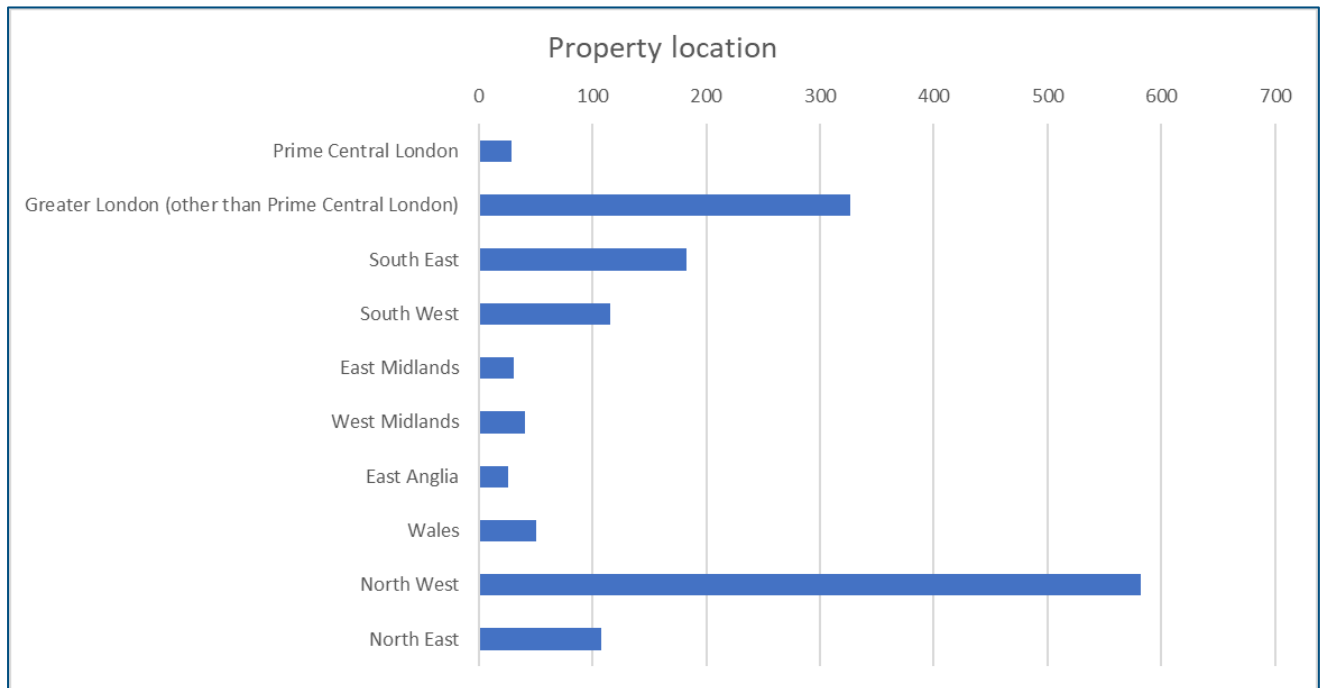 Property location
0 100 200 300 400 500 600 700
Prime Central London
Greater London (other than Prime Central London)
South East
South West
East Midlands
West Midlands
East Anglia
Wales
North West
North East